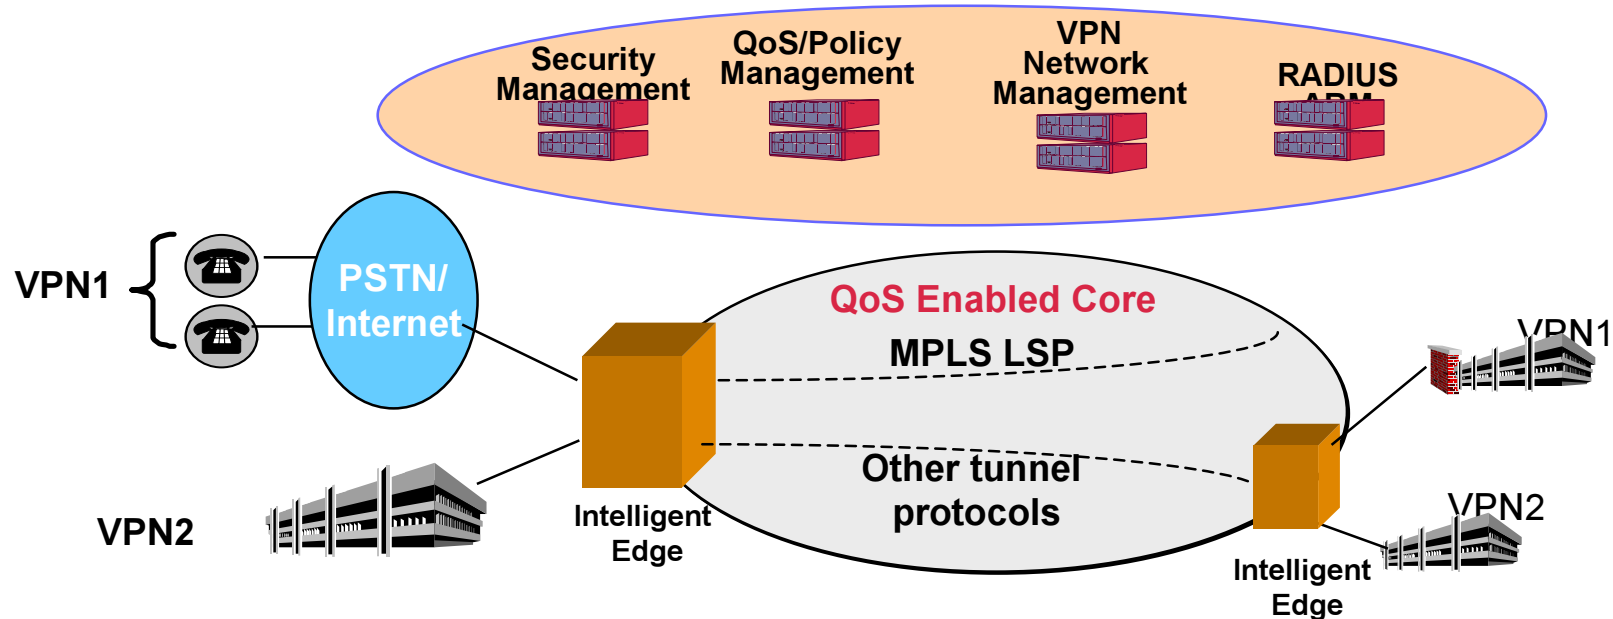 Security
Management
QoS/Policy
Management
VPN
Network
Management
RADIUS
VPN1
PSTN/
Internet
QoS Enabled Core
MPLS LSP
Other tunnel
protocols
VPN2
Intelligent
Edge
VPN1
VPN2
Intelligent
Edge